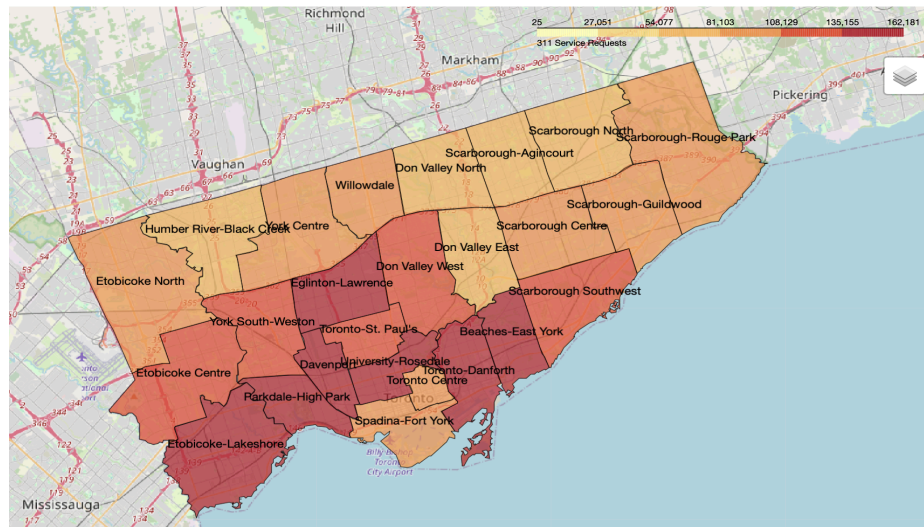 Richmond
Hill
25 27,051 54,077 81,103 108,129 135,155 162,181
311 Service Requests
Markham
Pickering
Vaughan
Scarborough North
Scarborough-Rouge Park
Scarborough-Agincourt
Don Valley North
Willowdale
Scarborough-Guildwood
Humber River-Black Creek
York Centre
Scarborough Centre
Don Valley East
Don Valley West
Etobicoke North
Eglinton-Lawrence
Scarborough Southwest
York South-Weston
Toronto-St. Paul's
Beaches-East York
Davenport
University-Rosedale
Toronto-Danforth
Etobicoke Centre
Toronto Centre
Parkdale-High Park
Toronto
Spadina-Fort York
Etobicoke-Lakeshore
Billy Bishop
Toronto
City Airport
Mississauga